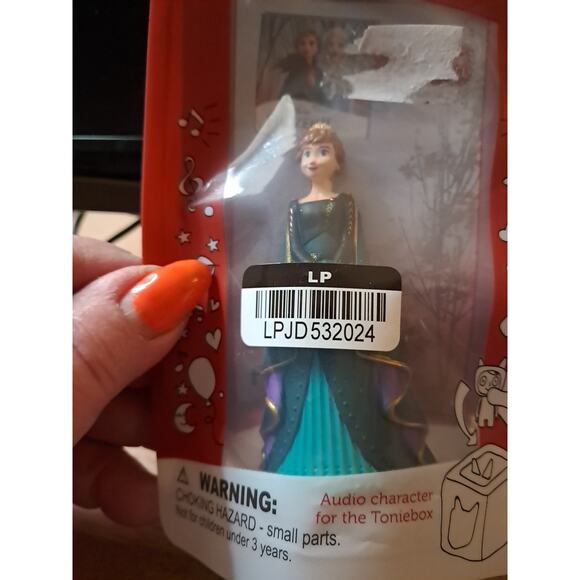 LP
LPJD532024
WARNING:
CHOKING HAZARD - small parts.
Not for children under 3 years.
Audio character
for the Toniebox